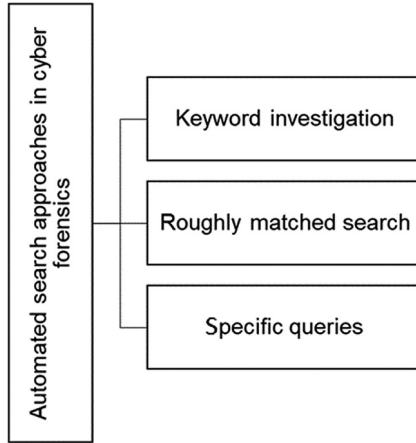 Automated search approaches in cyber
forensics
Keyword investigation
Roughly matched search
Specific queries